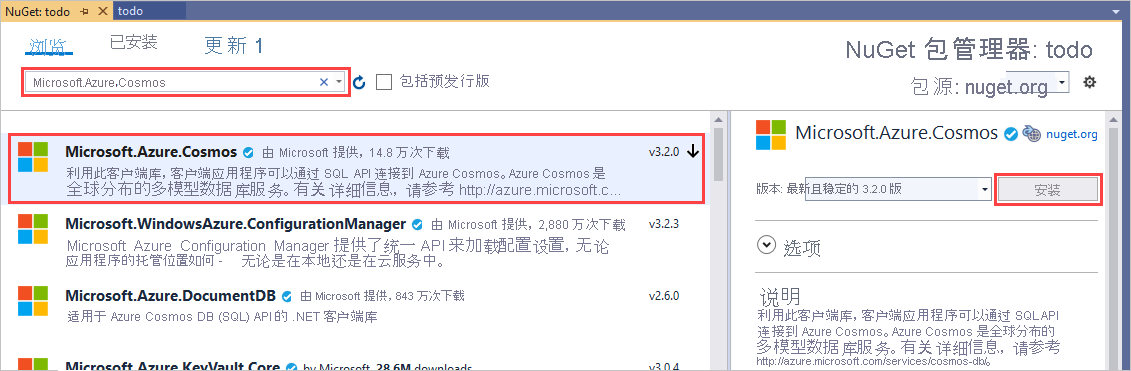 NuGet: todo
todo
浏览
已安装
更新 1
NuGet 包管理器: todo
Microsoft.Azure.Cosmos
包括预发行版
包源: nuget.org
Microsoft.Azure.Cosmos 由 Microsoft 提供，14.8 万次下载 v3.2.0
利用此客户端库，客户端应用程序可以通过 SQL API 连接到 Azure Cosmos。Azure Cosmos 是
全球分布的多模型数据库服务。有关详细信息，请参考 http://azure.microsoft.c...
Microsoft.WindowsAzure.ConfigurationManager 由 Microsoft 提供，2,880 万次下载 v3.2.3
Microsoft Azure Configuration Manager 提供了统一 API 来加载配置设置，无论
应用程序的托管位置如何 - 无论是在本地还是在云服务中。
Microsoft.Azure.DocumentDB 由 Microsoft 提供，843 万次下载 v2.6.0
适用于 Azure Cosmos DB (SQL) API 的 .NET 客户端库
Microsoft.Azure.KeyVault.Core by Microsoft, 28.6M downloads v3.0.4
Microsoft.Azure.Cosmos nuget.org
版本: 最新且稳定的 3.2.0 版 安装
选项
说明
利用此客户端库，客户端应用程序可以通过 SQL API
连接到 Azure Cosmos。Azure Cosmos 是全球分布的
多模型数据库服务。有关详细信息，请参考
http://azure.microsoft.com/services/cosmos-db/。